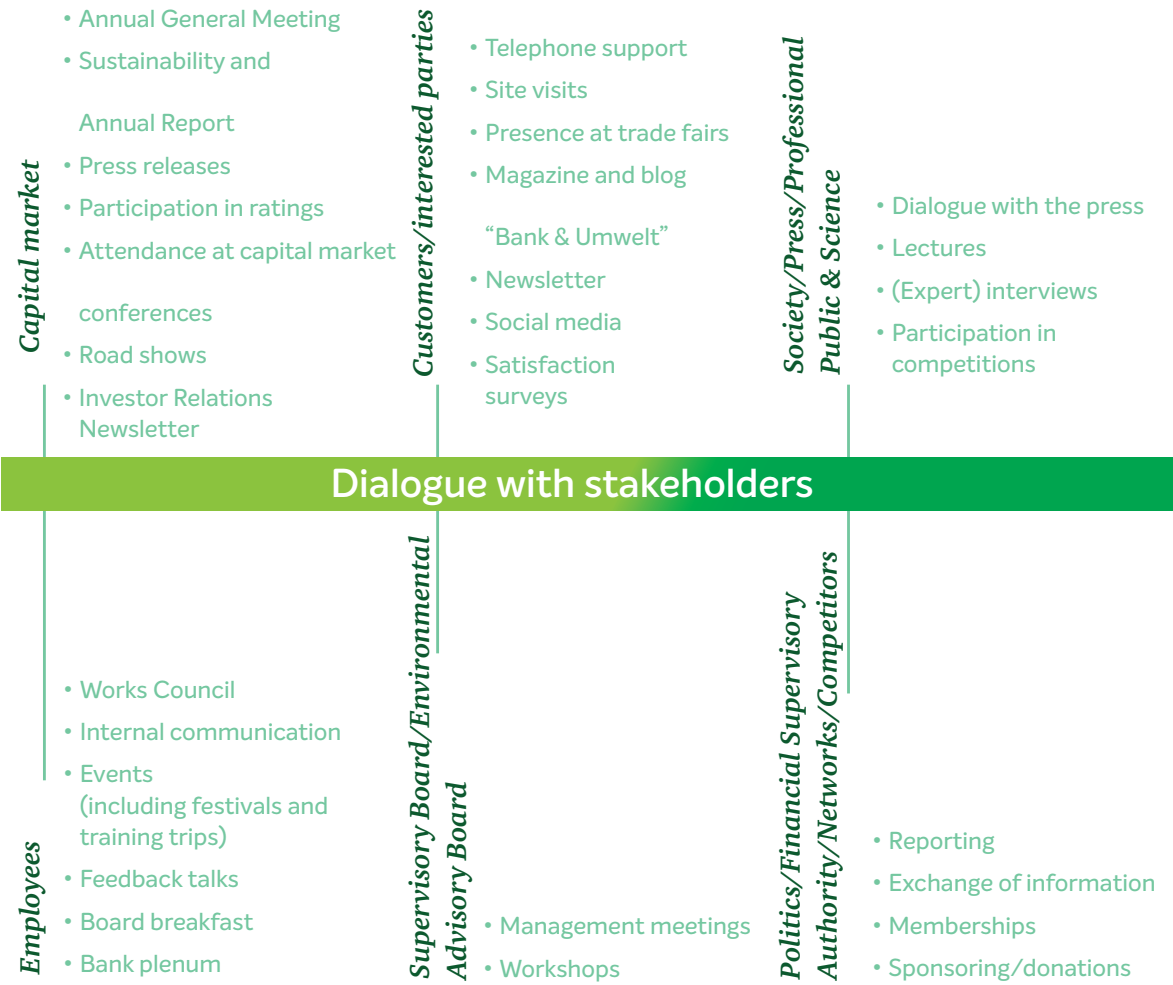 Capital market
• Annual General Meeting
• Sustainability and
Annual Report
• Press releases
• Participation in ratings
• Attendance at capital market
conferences
• Road shows
• Investor Relations
Newsletter
Customers/interested parties
• Telephone support
• Site visits
• Presence at trade fairs
• Magazine and blog
“Bank & Umwelt”
• Newsletter
• Social media
• Satisfaction
surveys
Society/Press/Professional
Public & Science
• Dialogue with the press
• Lectures
• (Expert) interviews
• Participation in
competitions
Dialogue with stakeholders
Employees
• Works Council
• Internal communication
• Events
(including festivals and
training trips)
• Feedback talks
• Board breakfast
• Bank plenum
Supervisory Board/Environmental
Advisory Board
• Management meetings
• Workshops
Politics/Financial Supervisory
Authority/Networks/Competitors
• Reporting
• Exchange of information
• Memberships
• Sponsoring/donations